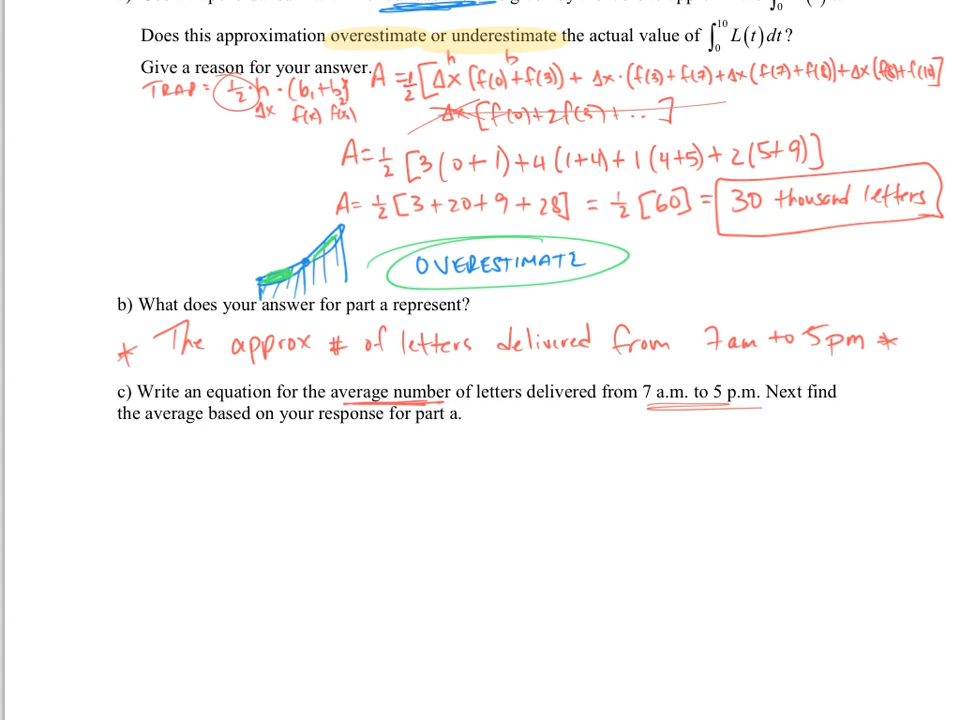 Does this approximation overestimate or underestimate the actual value of ∫₀¹⁰ L(t)dt?
Give a reason for your answer. A = 1/2 [Δx (f(0)+f(3)) + Δx·(f(3)+f(7)+Δx(f(7)+f(8))+Δx(f(8)+f(10)]
h b
TRAP = 1/2·h·(b₁+b₂)
Δx f(x) f(x)
Δx [f(0)+2f(3)+...]
A=1/2 [3(0+1)+4(1+4)+1(4+5)+2(5+9)]
A= 1/2 [3+20+9+28] = 1/2 [60] = 30 thousand letters
OVERESTIMATE
b) What does your answer for part a represent?
* The approx # of letters delivered from 7am to 5pm *
c) Write an equation for the average number of letters delivered from 7 a.m. to 5 p.m. Next find
the average based on your response for part a.